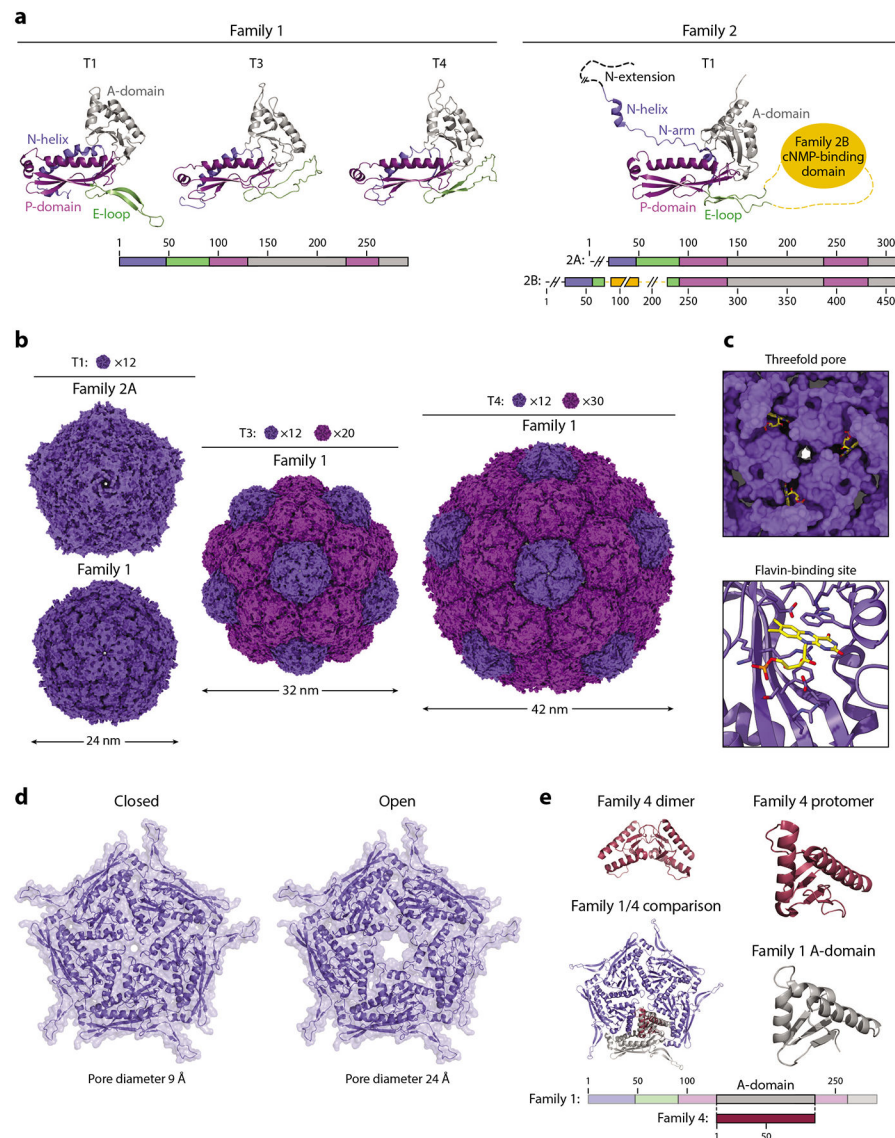 a
Family 1
T1
T3
T4
A-domain
N-helix
P-domain
E-loop
1 50 100 150 200 250
Family 2
T1
N-extension
N-helix
N-arm
A-domain
Family 2B
cNMP-binding
domain
P-domain
E-loop
1 50 100 150 200 250 300
2A:
2B:
1 50 100 200 250 300 350 400 450
b
T1: ×12
Family 2A
Family 1
24 nm
T3: ×12 ×20
Family 1
32 nm
T4: ×12 ×30
Family 1
42 nm
c
Threefold pore
Flavin-binding site
d
Closed
Open
Pore diameter 9 Å
Pore diameter 24 Å
e
Family 4 dimer
Family 4 protomer
Family 1/4 comparison
Family 1 A-domain
1 50 100 A-domain 250
Family 1:
Family 4:
1 50